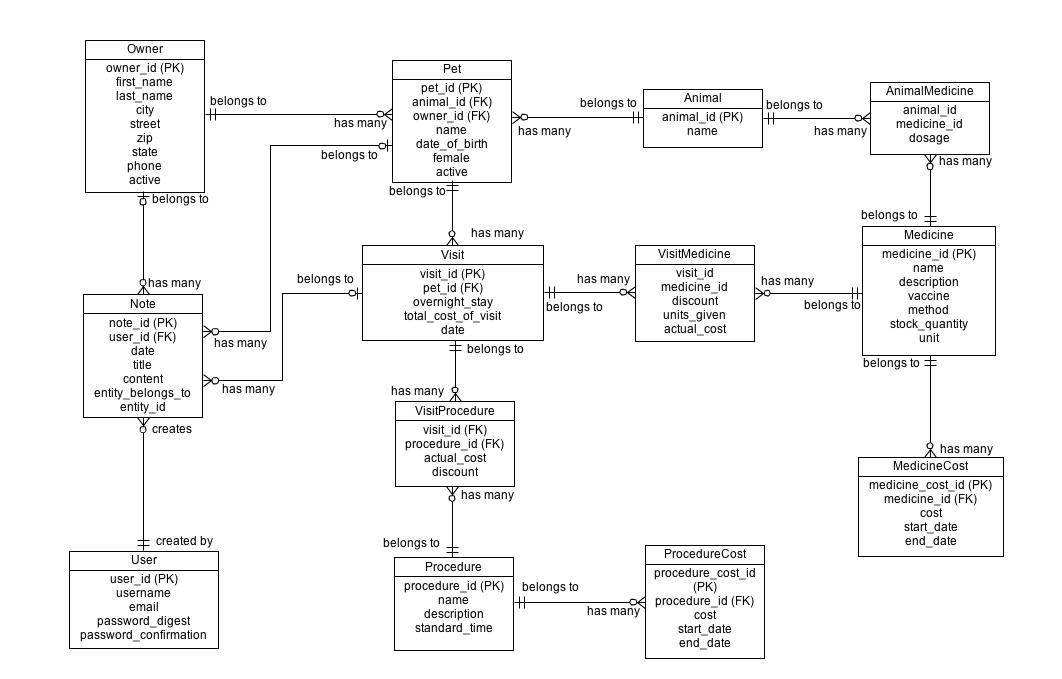 Owner
owner_id (PK)
first_name
last_name
city
street
zip
state
phone
active
belongs to
has many
Pet
pet_id (PK)
animal_id (FK)
owner_id (FK)
name
date_of_birth
female
active
belongs to
has many
Animal
animal_id (PK)
name
belongs to
has many
AnimalMedicine
animal_id
medicine_id
dosage
has many
belongs to
belongs to
has many
belongs to
belongs to
has many
Note
note_id (PK)
user_id (FK)
date
title
content
entity_belongs_to
entity_id
has many
has many
belongs to
Visit
visit_id (PK)
pet_id (FK)
overnight_stay
total_cost_of_visit
date
belongs to
has many
VisitMedicine
visit_id
medicine_id
discount
units_given
actual_cost
has many
belongs to
Medicine
medicine_id (PK)
name
description
vaccine
method
stock_quantity
unit
belongs to
has many
MedicineCost
medicine_cost_id (PK)
medicine_id (FK)
cost
start_date
end_date
belongs to
has many
VisitProcedure
visit_id (FK)
procedure_id (FK)
actual_cost
discount
has many
belongs to
creates
created by
User
user_id (PK)
username
email
password_digest
password_confirmation
Procedure
procedure_id (PK)
name
description
standard_time
belongs to
has many
ProcedureCost
procedure_cost_id
(PK)
procedure_id (FK)
cost
start_date
end_date